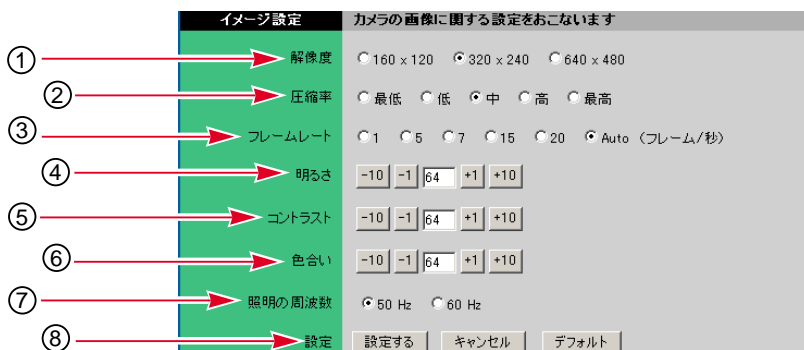 イメージ設定 カメラの画像に関する設定をおこないます
① 解像度 160 x 120 320 x 240 640 x 480
② 圧縮率 最低 低 中 高 最高
③ フレームレート 1 5 7 15 20 Auto (フレーム/秒)
④ 明るさ -10 -1 64 +1 +10
⑤ コントラスト -10 -1 64 +1 +10
⑥ 色合い -10 -1 64 +1 +10
⑦ 照明の周波数 50 Hz 60 Hz
⑧ 設定 設定する キャンセル デフォルト